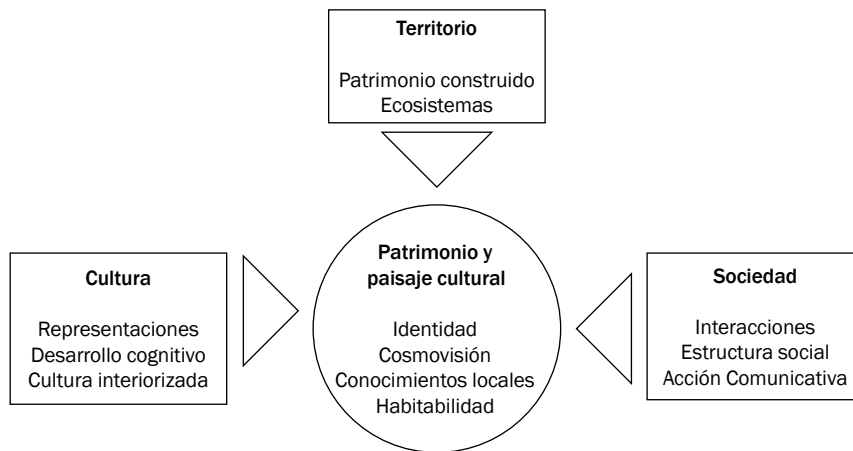 Territorio
Patrimonio construido
Ecosistemas
Cultura
Representaciones
Desarrollo cognitivo
Cultura interiorizada
Patrimonio y
paisaje cultural
Identidad
Cosmovisión
Conocimientos locales
Habitabilidad
Sociedad
Interacciones
Estructura social
Acción Comunicativa